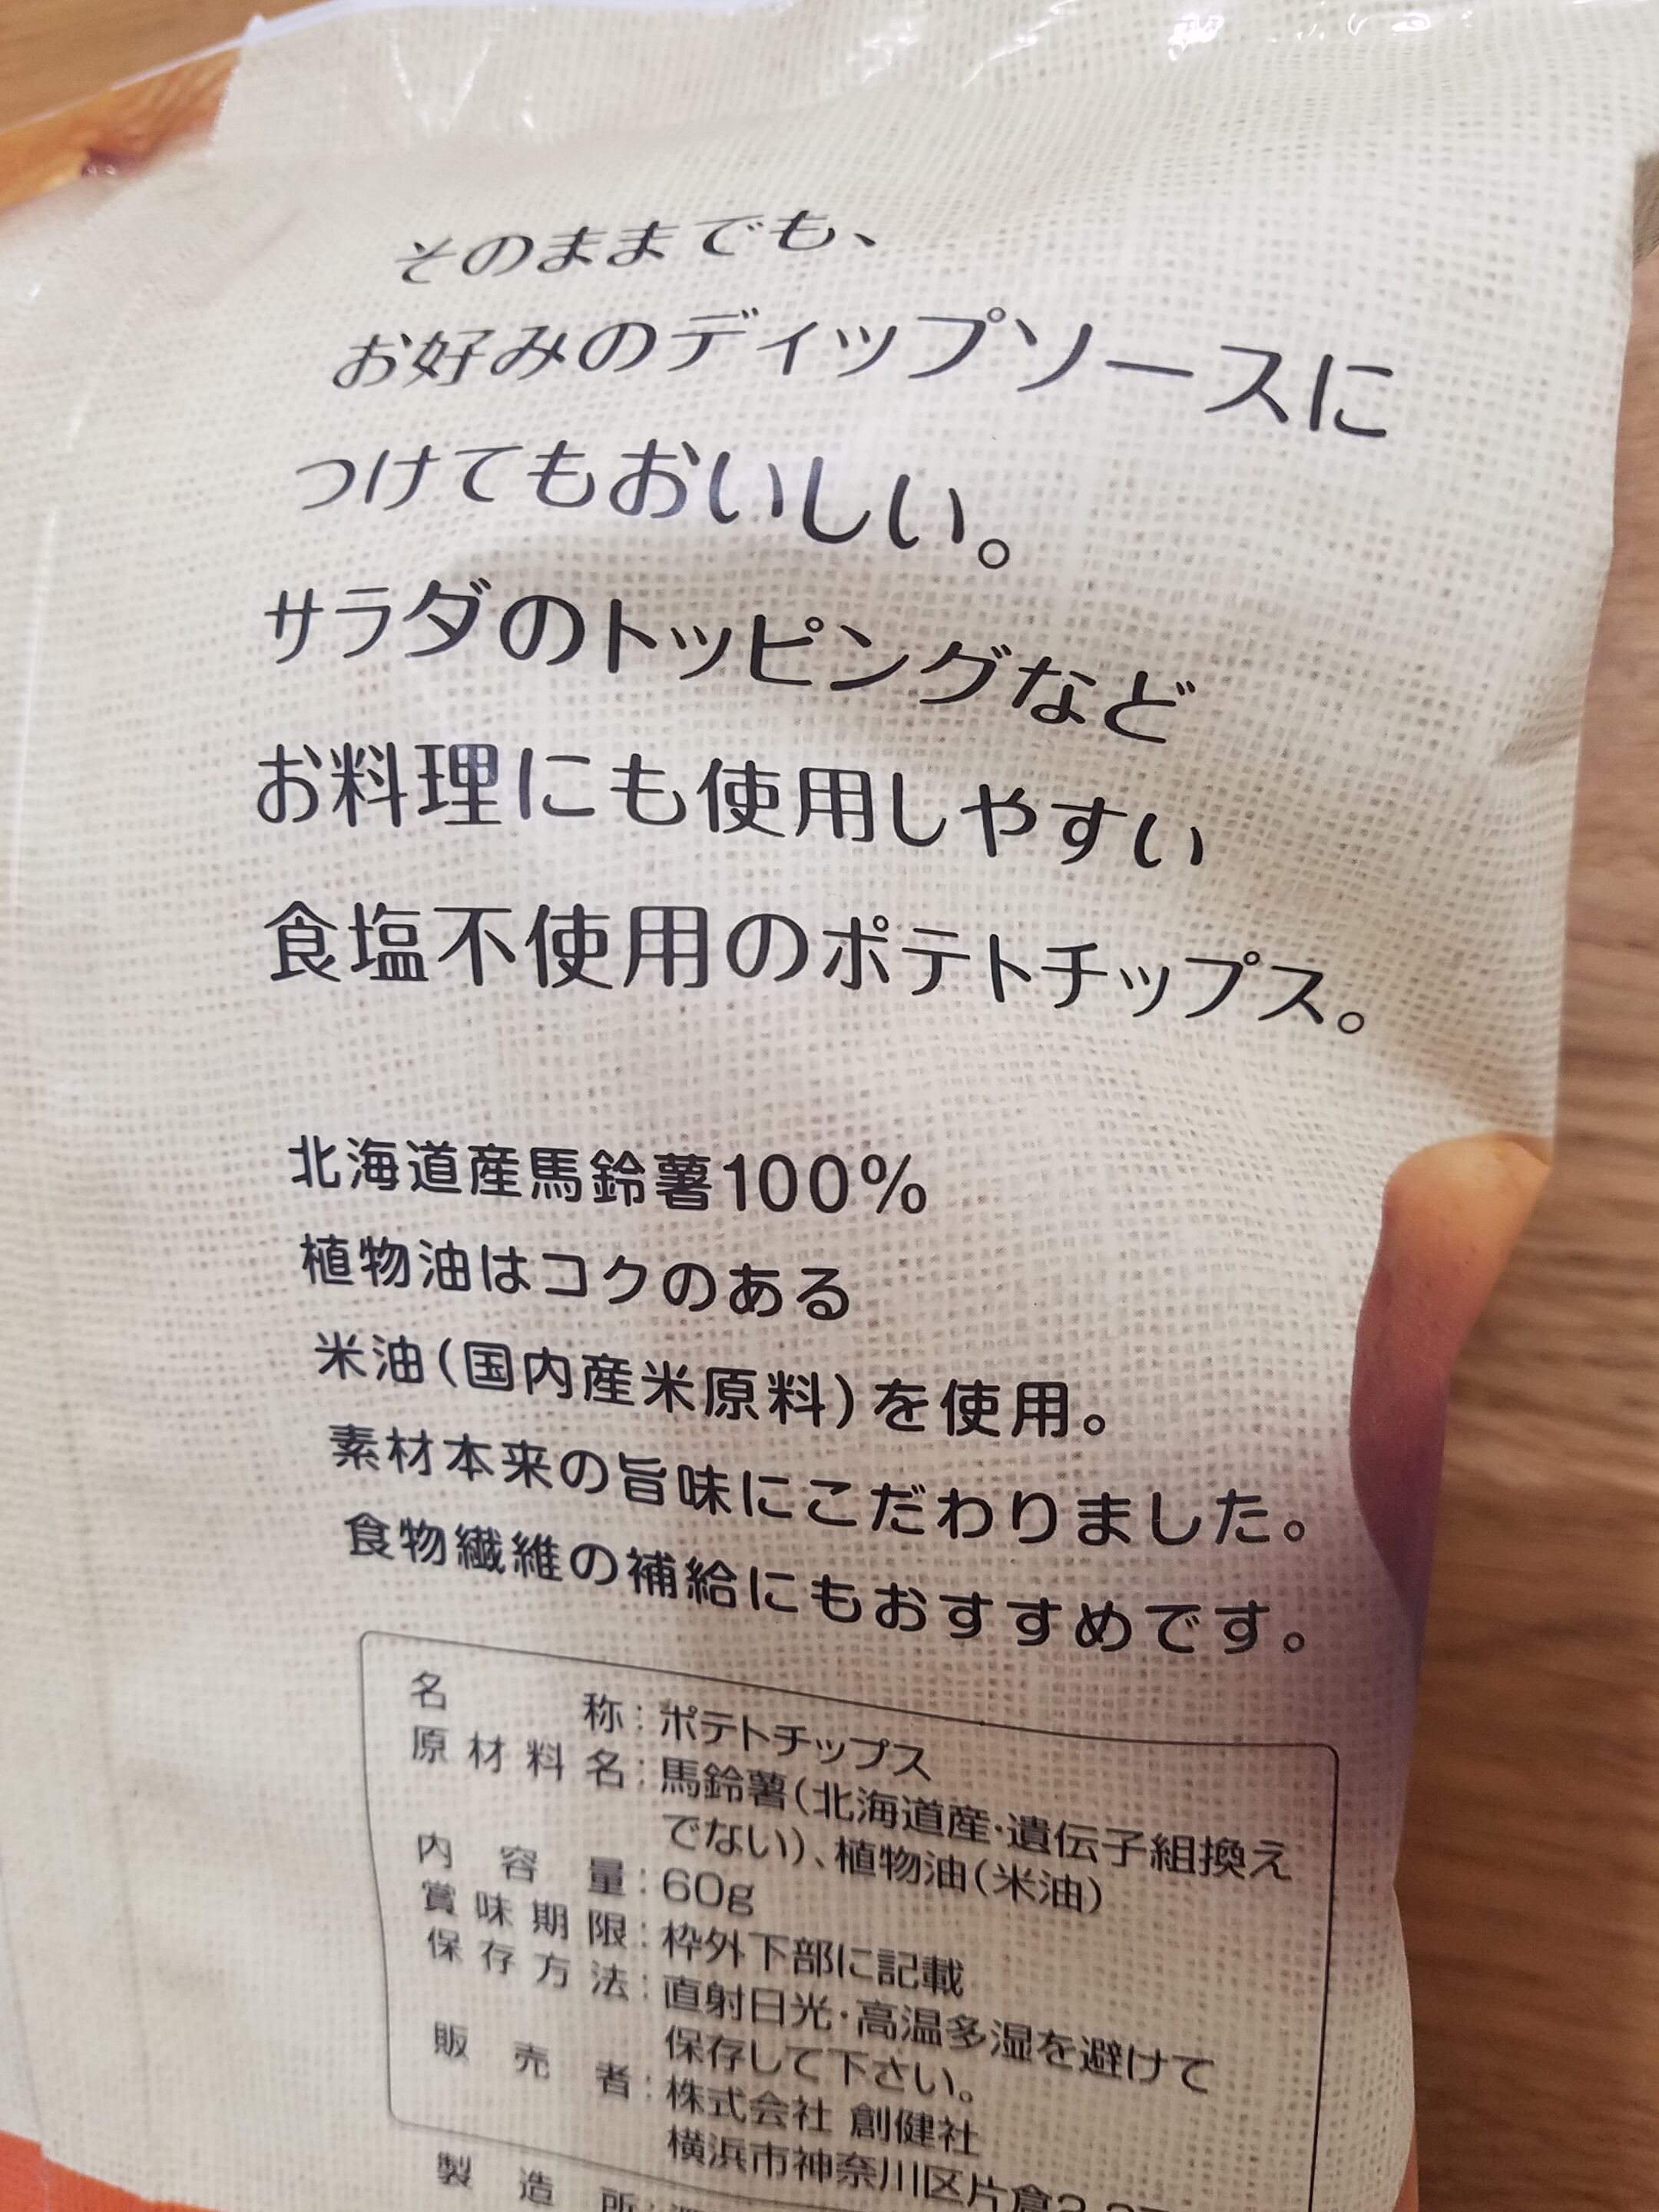 そのままでも、
お好みのディップソースに
つけてもおいしい。
サラダのトッピングなど
お料理にも使用しやすい
食塩不使用のポテトチップス。
北海道産馬鈴薯100%
植物油はコクのある
米油(国内産米原料)を使用。
素材本来の旨味にこだわりました。
食物繊維の補給にもおすすめです。
名称:ポテトチップス
原材料名:馬鈴薯(北海道産・遺伝子組換え
でない)、植物油(米油)
内容量:60g
賞味期限:枠外下部に記載
保存方法:直射日光・高温多湿を避けて
保存して下さい。
販売者:株式会社 創健社
横浜市神奈川区片倉
製造所: